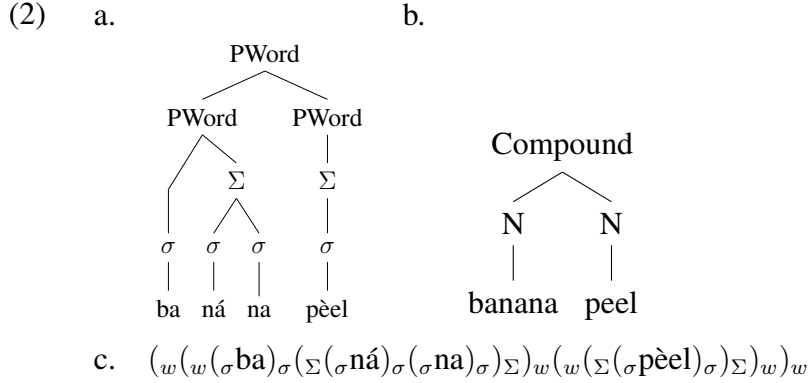 (2) a. b.
PWord
PWord PWord
Compound
Σ Σ
N N
σ σ σ σ
ba ná na pèel
banana peel
c. (w(w(σba)σ(Σ(σná)σ(σna)σ)Σ)w(w(Σ(σpèel)σ)Σ)w)w